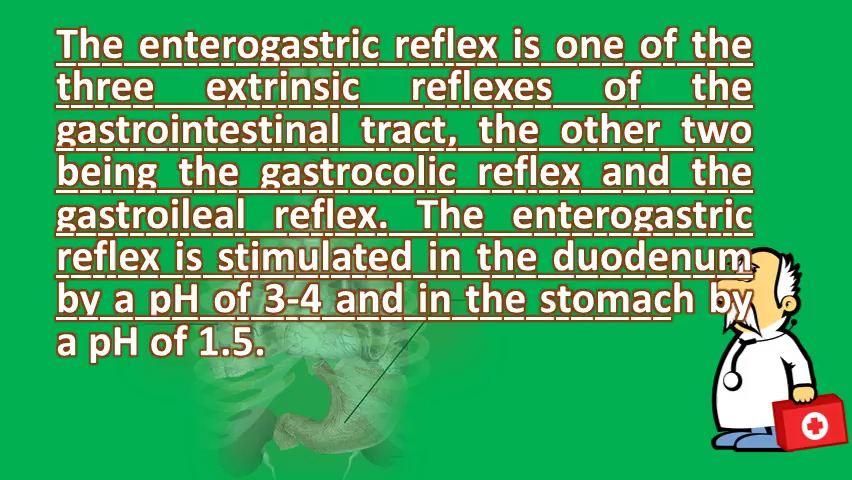 The enterogastric reflex is one of the
three extrinsic reflexes of the
gastrointestinal tract, the other two
being the gastrocolic reflex and the
gastroileal reflex. The enterogastric
reflex is stimulated in the duodenum
by a pH of 3-4 and in the stomach by
a pH of 1.5.